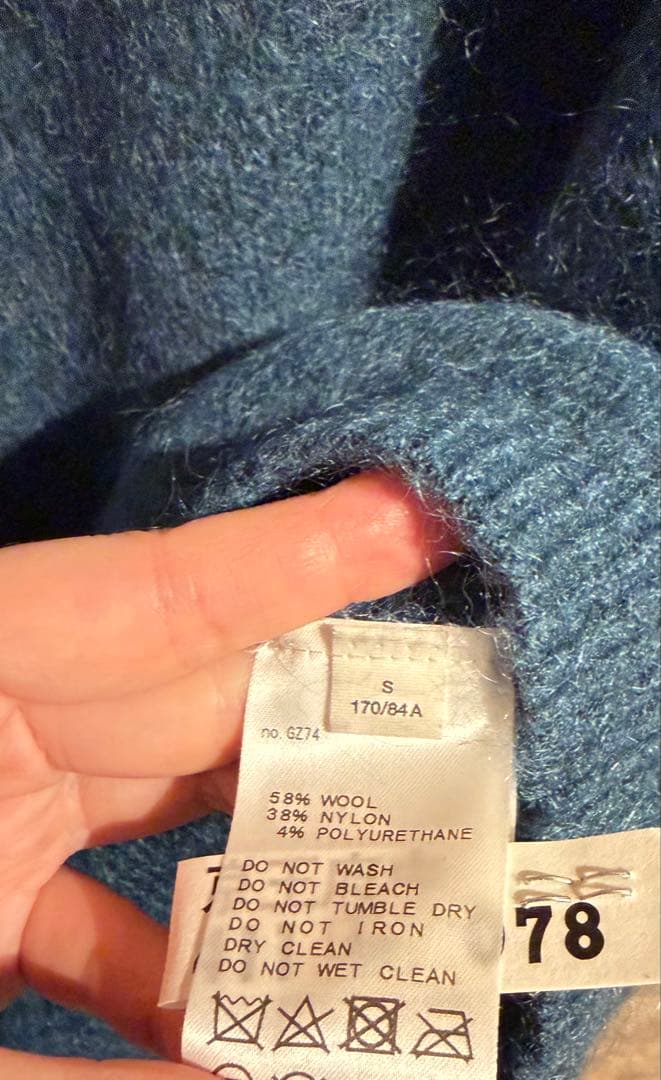 S
170/84A
no. GZ74
58% WOOL
38% NYLON
4% POLYURETHANE
DO NOT WASH
DO NOT BLEACH
DO NOT TUMBLE DRY
DO NOT IRON
DRY CLEAN
DO NOT WET CLEAN
78